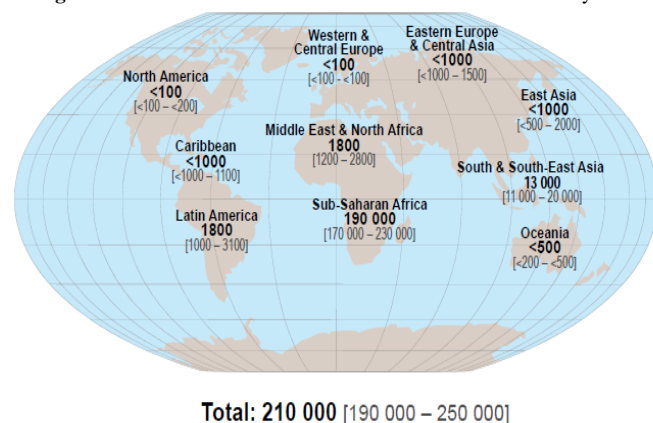 Western &
Central Europe
<100
[<100 - <100]
Eastern Europe
& Central Asia
<1000
[<1000 – 1500]
North America
<100
[<100 – <200]
East Asia
<1000
[<500 – 2000]
Middle East & North Africa
1800
[1200 – 2800]
Caribbean
<1000
[<1000 – 1100]
South & South-East Asia
13 000
[11 000 – 20 000]
Sub-Saharan Africa
190 000
[170 000 – 230 000]
Latin America
1800
[1000 – 3100]
Oceania
<500
[<200 – <500]
Total: 210 000 [190 000 – 250 000]